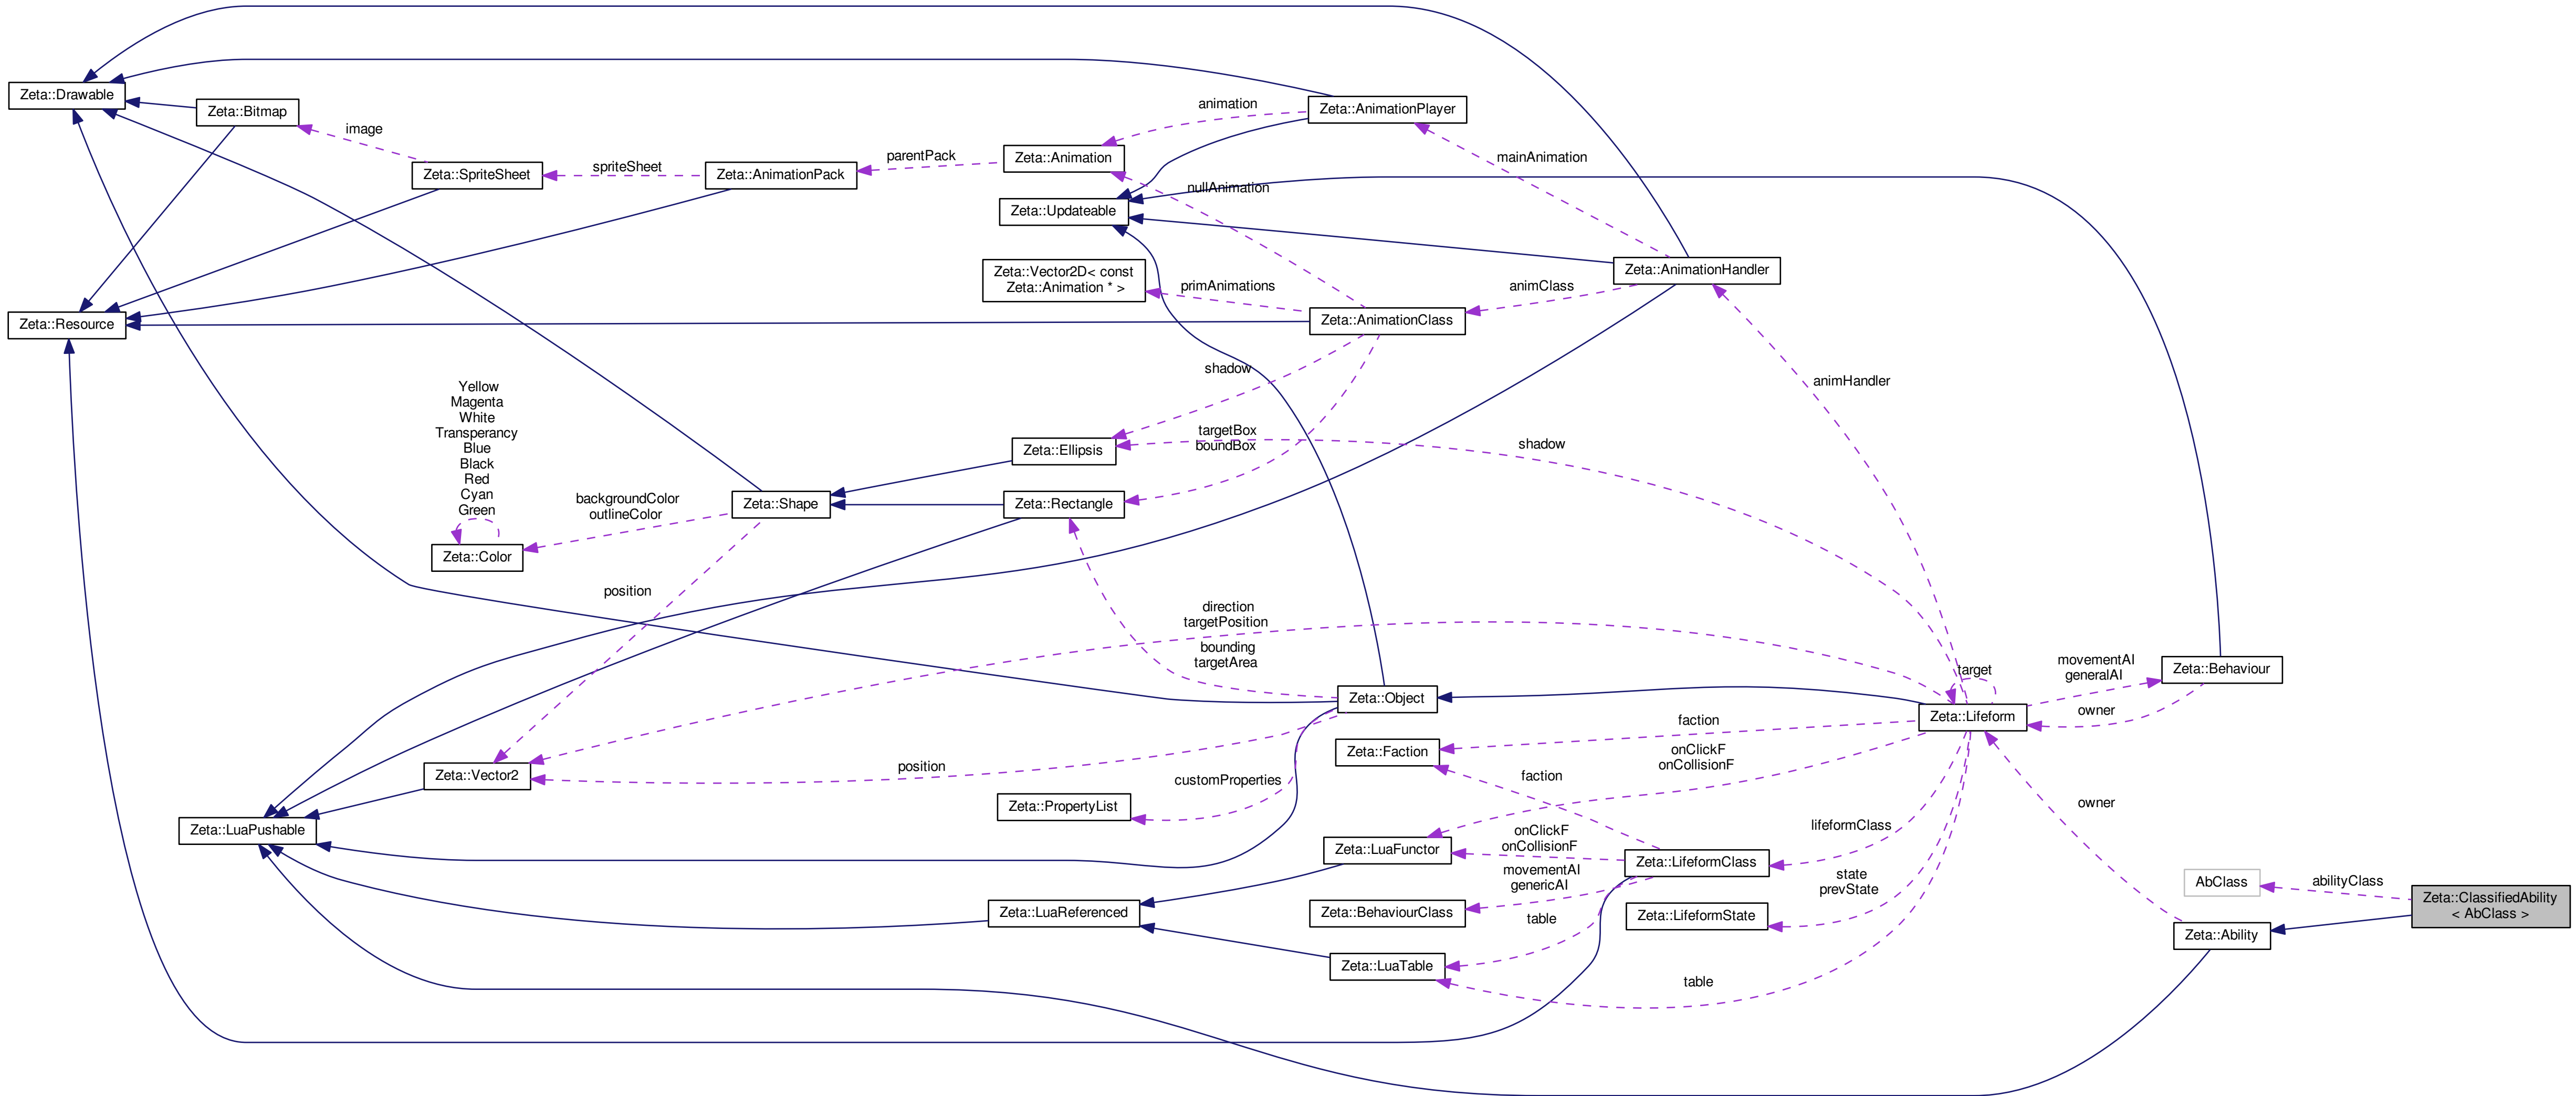 Zeta::Drawable
Zeta::Bitmap
image
Zeta::SpriteSheet
spriteSheet
Zeta::AnimationPack
parentPack
Zeta::Animation
animation
Zeta::AnimationPlayer
mainAnimation
nullAnimation
Zeta::Updateable
Zeta::Vector2D< const
Zeta::Animation * >
primAnimations
Zeta::AnimationClass
animClass
Zeta::AnimationHandler
Zeta::Resource
shadow
animHandler
Yellow
Magenta
White
Transperancy
Blue
Black
Red
Cyan
Green
Zeta::Color
backgroundColor
outlineColor
Zeta::Shape
Zeta::Ellipsis
targetBox
boundBox
shadow
Zeta::Rectangle
position
direction
targetPosition
bounding
targetArea
Zeta::Object
target
movementAI
generalAI
Zeta::Behaviour
Zeta::Lifeform
owner
faction
Zeta::Faction
onClickF
onCollisionF
position
Zeta::Vector2
customProperties
faction
Zeta::PropertyList
owner
Zeta::LuaPushable
lifeformClass
Zeta::LuaFunctor
onClickF
onCollisionF
Zeta::LifeformClass
movementAI
genericAI
state
prevState
AbClass
abilityClass
Zeta::ClassifiedAbility
< AbClass >
Zeta::LuaReferenced
Zeta::BehaviourClass
table
Zeta::LifeformState
Zeta::Ability
Zeta::LuaTable
table